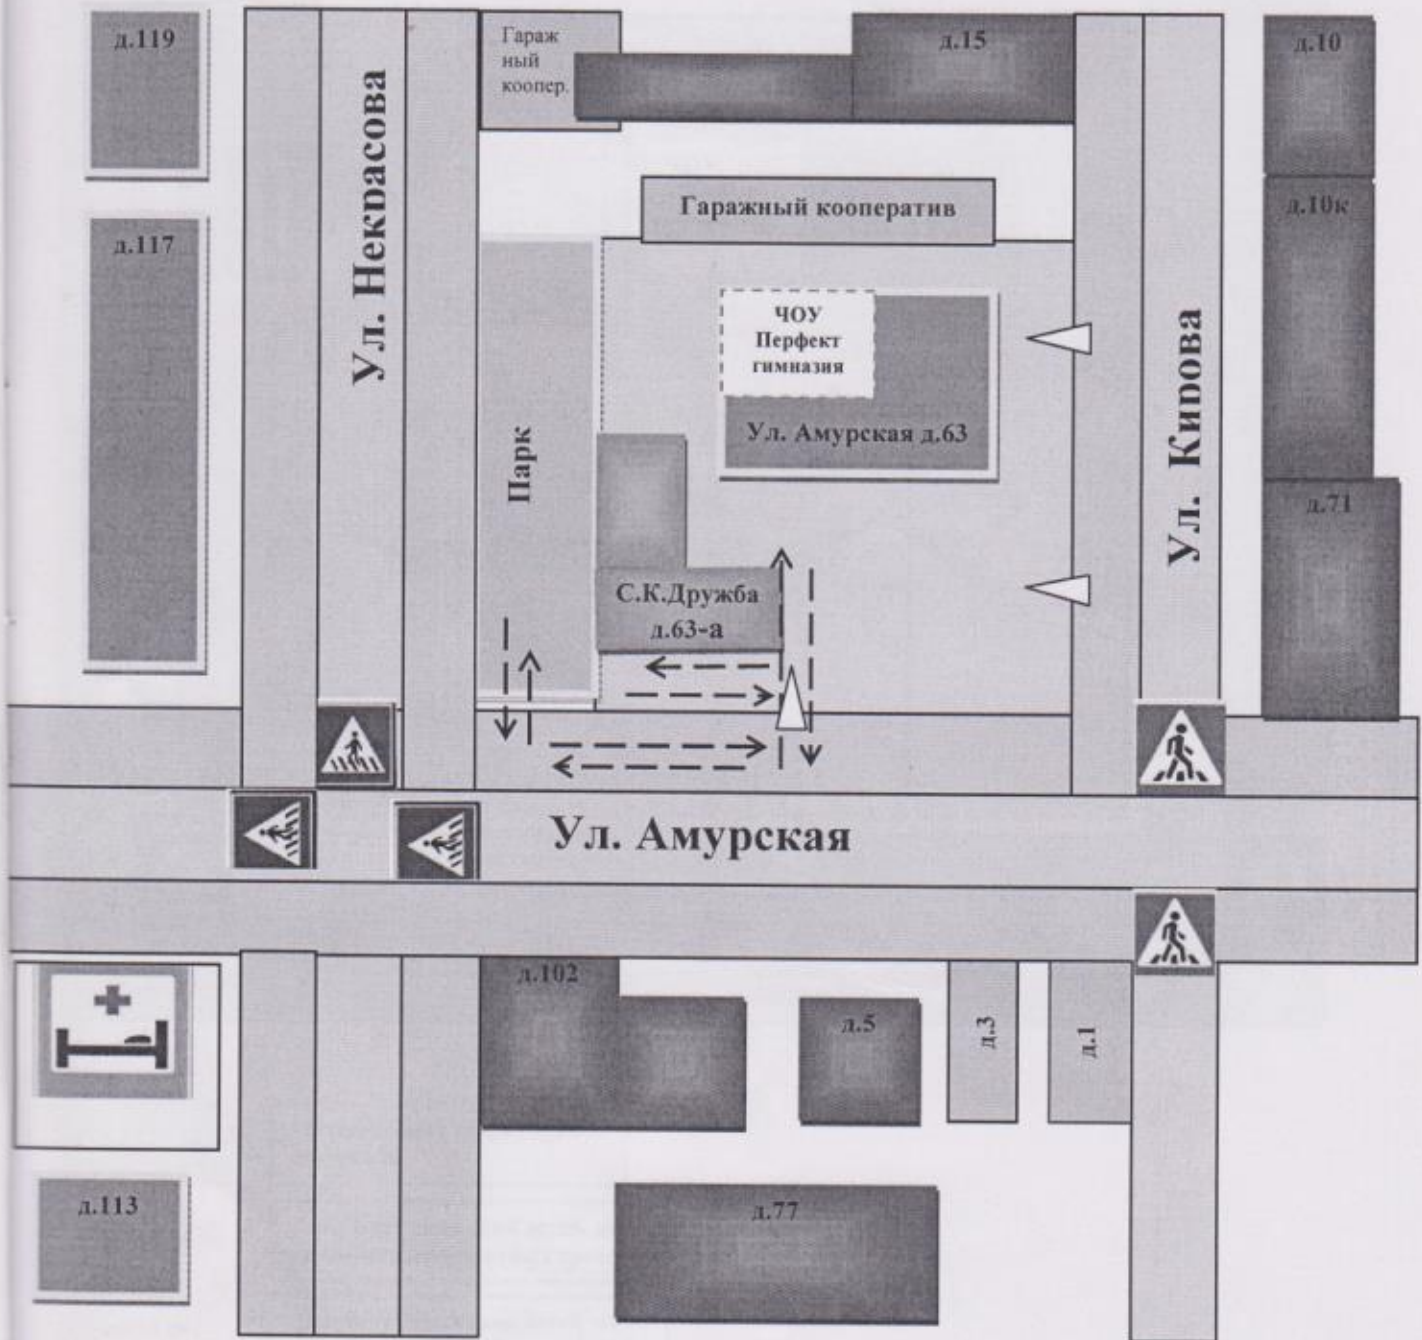 д.119
Гараж
ный
коопер.
д.15
д.10
Ул. Некрасова
д.117
Гаражный кооператив
д.10к
ЧОУ
Перфект
гимназия
Ул. Амурская д.63
Ул. Кирова
Парк
д.71
С.К.Дружба
д.63-а
Ул. Амурская
д.102
д.5
д.3
д.1
д.113
д.77